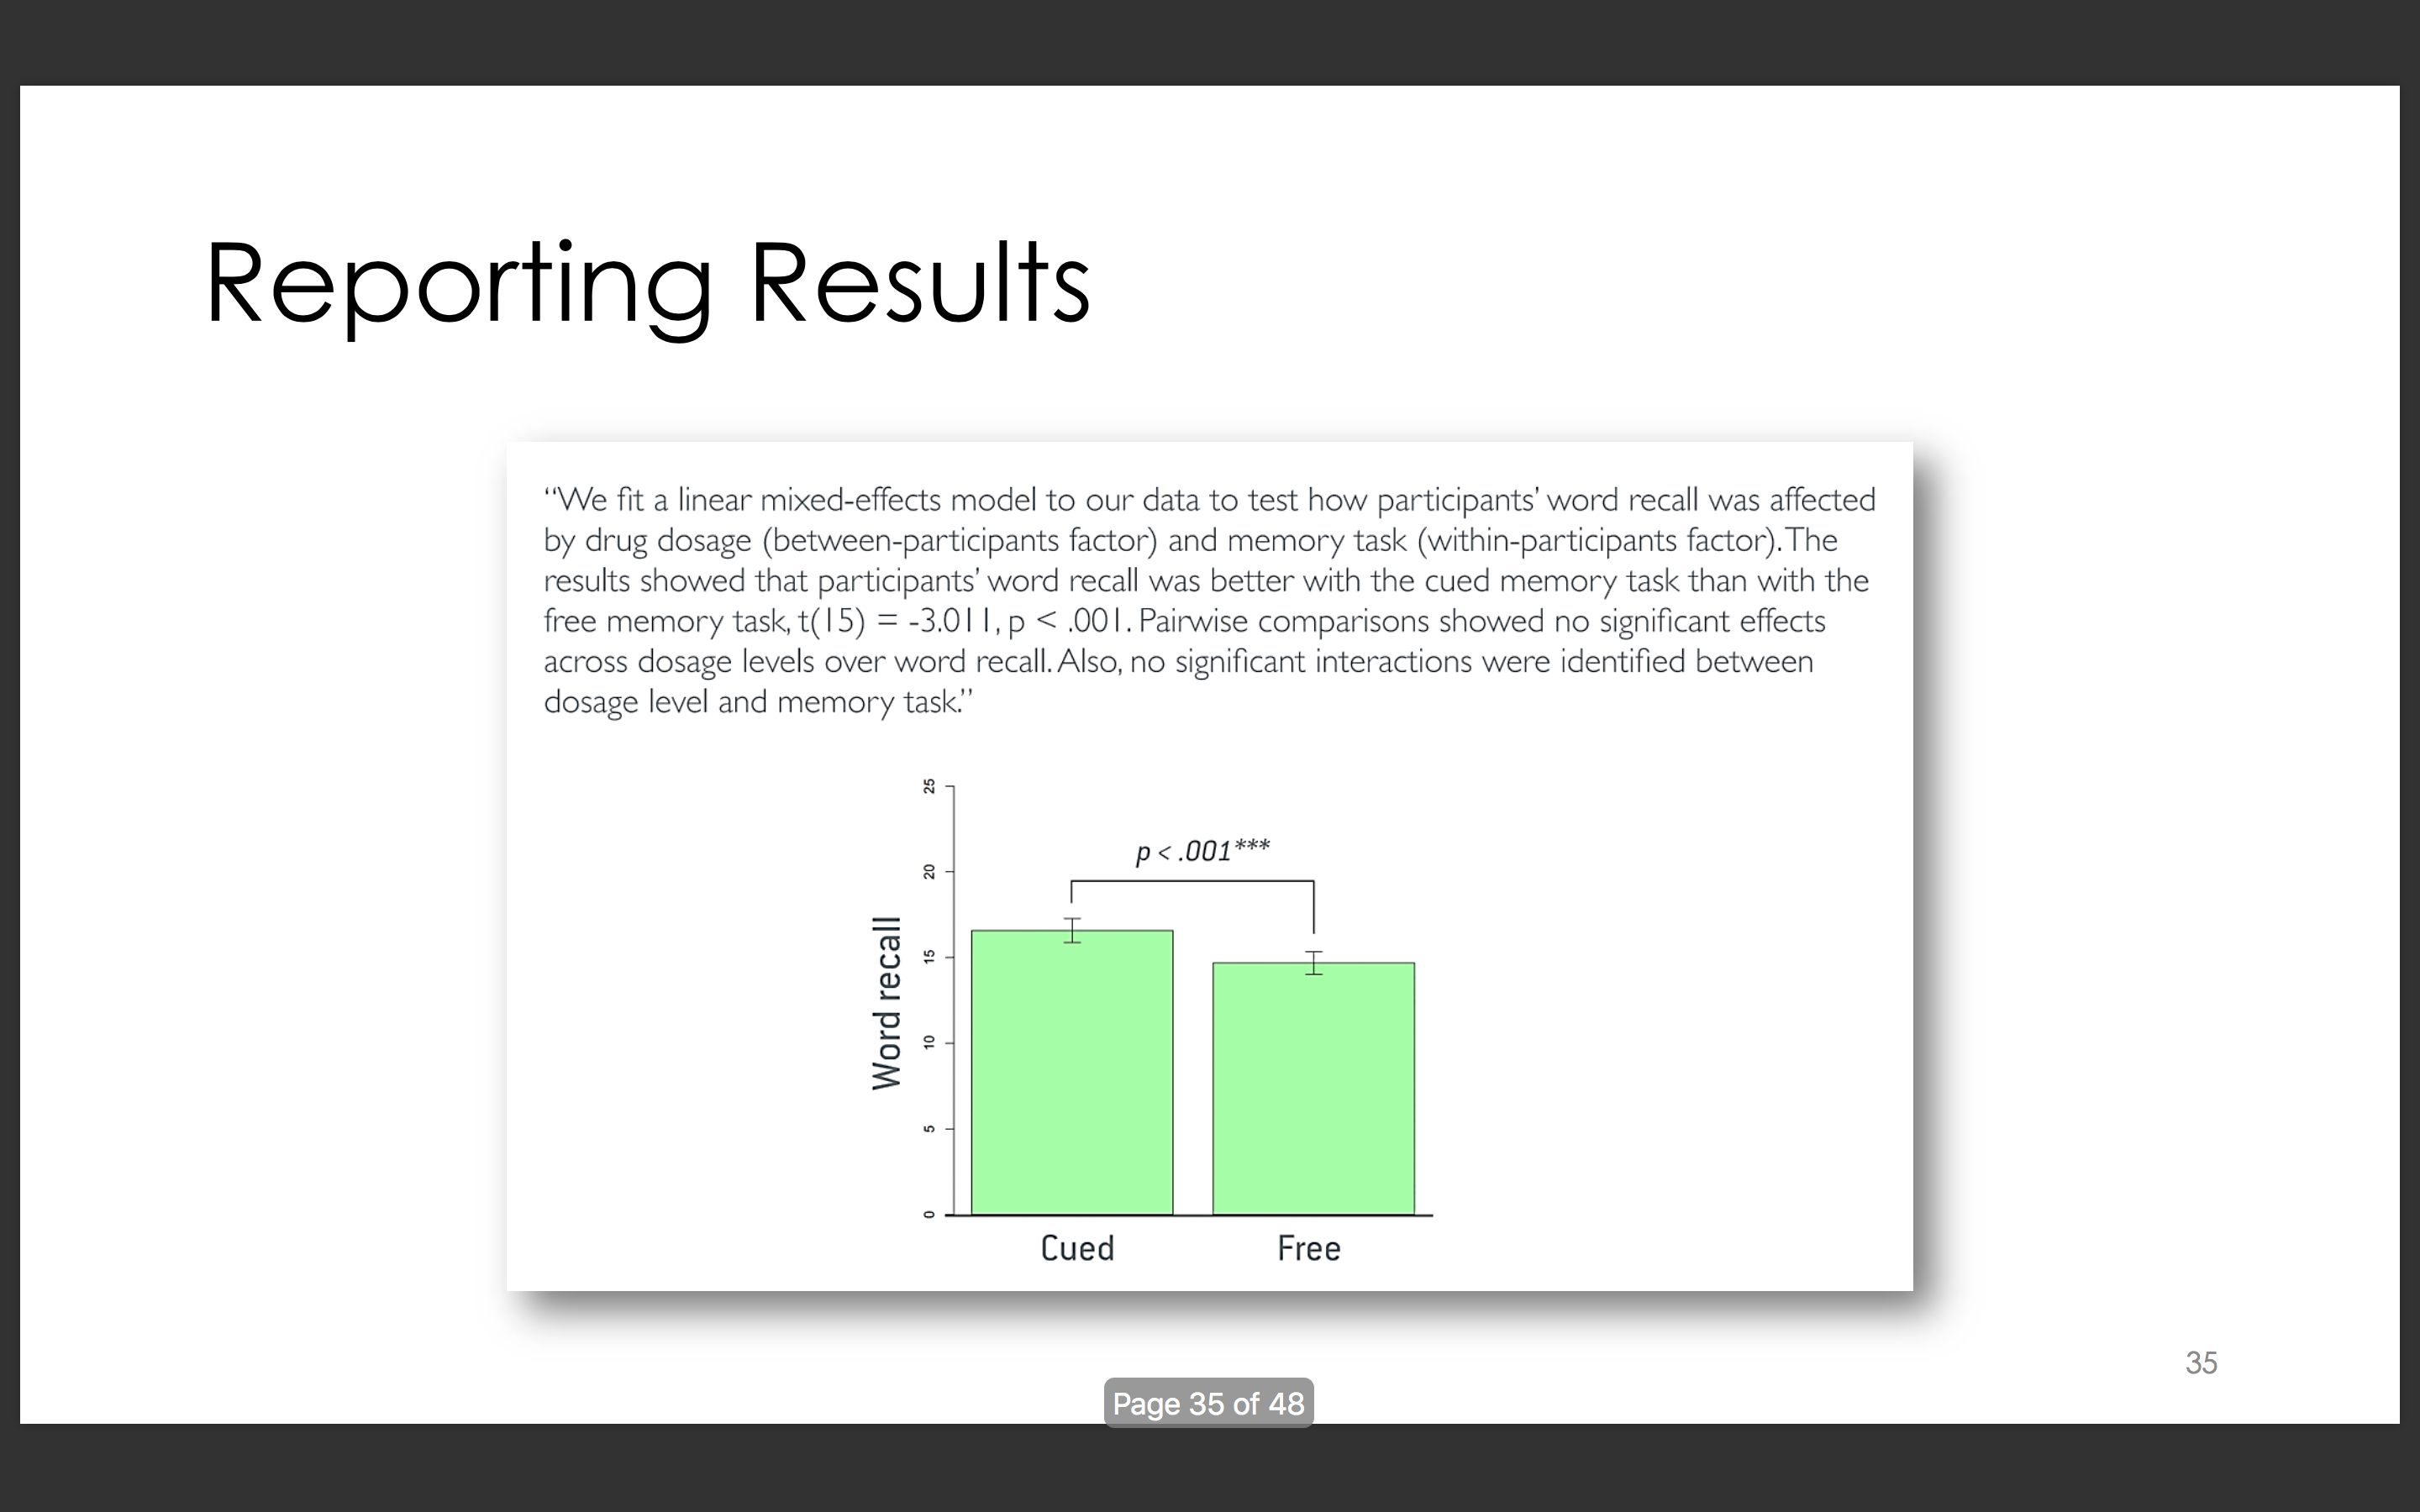 Reporting Results
“We fit a linear mixed-effects model to our data to test how participants’ word recall was affected
by drug dosage (between-participants factor) and memory task (within-participants factor). The
results showed that participants’ word recall was better with the cued memory task than with the
free memory task, t(15) = -3.011, p < .001. Pairwise comparisons showed no significant effects
across dosage levels over word recall. Also, no significant interactions were identified between
dosage level and memory task.”
25
20
15
10
5
0
Word recall
p < .001***
Cued Free
35
Page 35 of 48